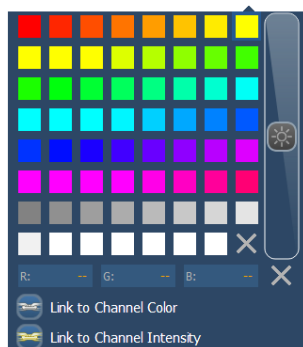 R: -- G: -- B: --
Link to Channel Color
Link to Channel Intensity